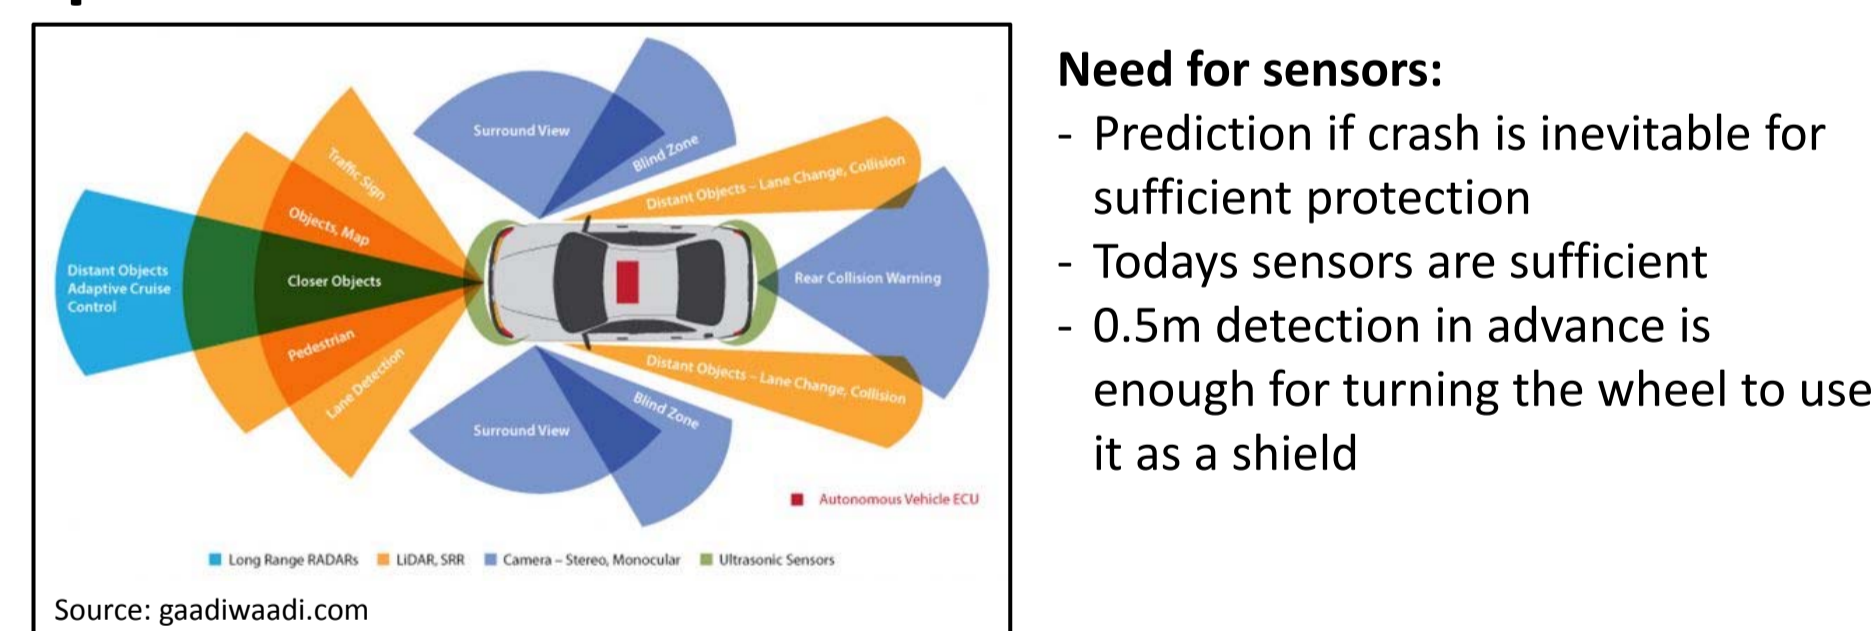 Surround View
Blind Zone
Traffic Sign
Distant Objects – Lane Change, Collision
Objects, Map
Distant Objects
Adaptive Cruise
Control
Closer Objects
Rear Collision Warning
Pedestrian
Lane Detection
Distant Objects – Lane Change, Collision
Blind Zone
Surround View
Autonomous Vehicle ECU
Long Range RADARs LiDAR, SRR Camera – Stereo, Monocular Ultrasonic Sensors
Source: gaadiwaadi.com
Need for sensors:
- Prediction if crash is inevitable for
sufficient protection
- Todays sensors are sufficient
- 0.5m detection in advance is
enough for turning the wheel to use
it as a shield